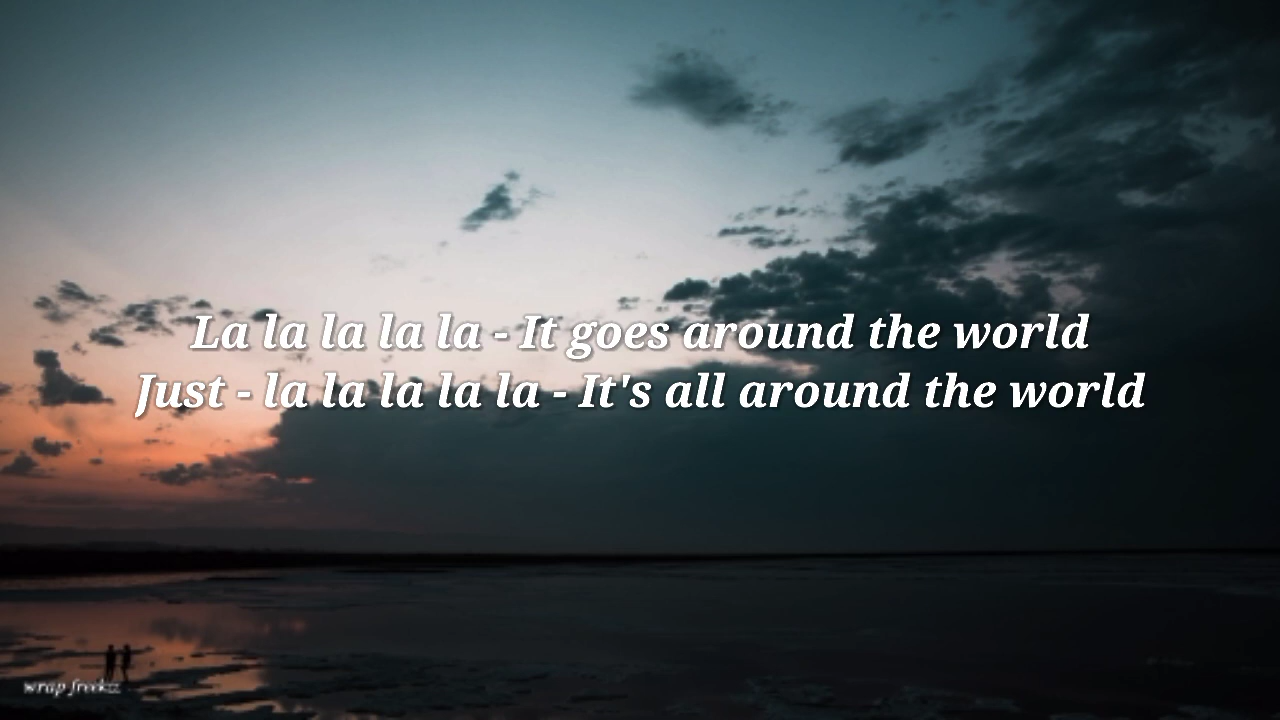 La la la la la - It goes around the world
Just - la la la la la - It's all around the world
wrap freekzz